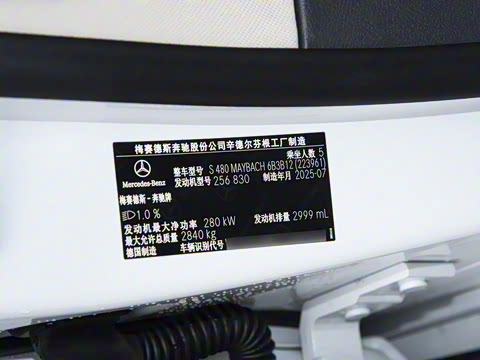 梅赛德斯奔驰股份公司辛德尔芬根工厂制造
乘坐人数 5
整车型号 S 480 MAYBACH 6B3B12 (223961)
Mercedes-Benz 发动机型号 256 830 制造年月 2025-07
梅赛德斯-奔驰牌
1.0 %
发动机最大净功率 280 kW 发动机排量 2999 mL
最大允许总质量 2840 kg
德国制造 车辆识别代号